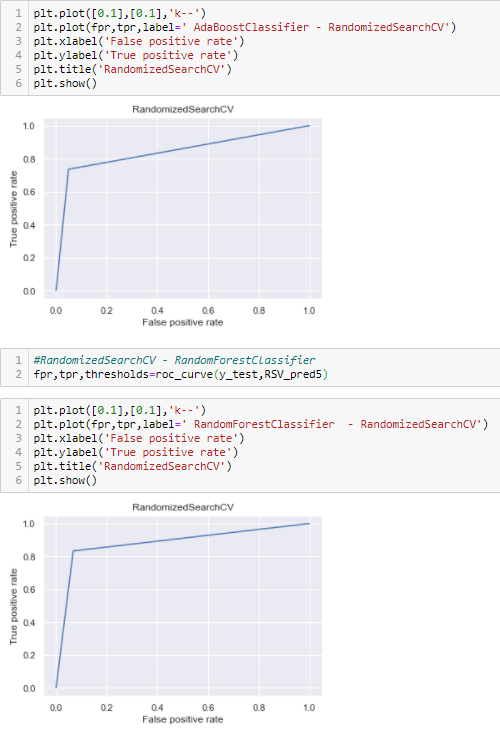 1 plt.plot([0.1],[0.1],'k--')
2 plt.plot(fpr,tpr,label=' AdaBoostClassifier - RandomizedSearchCV')
3 plt.xlabel('False positive rate')
4 plt.ylabel('True positive rate')
5 plt.title('RandomizedSearchCV')
6 plt.show()
RandomizedSearchCV
1.0
0.8
0.6
0.4
0.2
0.0
True positive rate
0.0 0.2 0.4 0.6 0.8 1.0
False positive rate
1 #RandomizedSearchCV - RandomForestClassifier
2 fpr,tpr,thresholds=roc_curve(y_test,RSV_pred5)
1 plt.plot([0.1],[0.1],'k--')
2 plt.plot(fpr,tpr,label=' RandomForestClassifier  - RandomizedSearchCV')
3 plt.xlabel('False positive rate')
4 plt.ylabel('True positive rate')
5 plt.title('RandomizedSearchCV')
6 plt.show()
RandomizedSearchCV
1.0
0.8
0.6
0.4
0.2
0.0
True positive rate
0.0 0.2 0.4 0.6 0.8 1.0
False positive rate